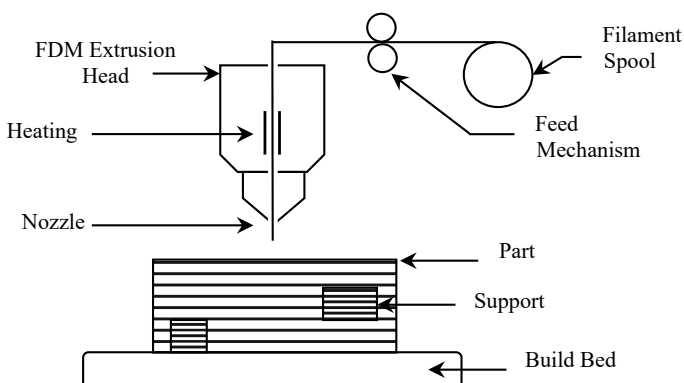 FDM Extrusion
Head
Filament
Spool
Heating
Feed
Mechanism
Nozzle
Part
Support
Build Bed